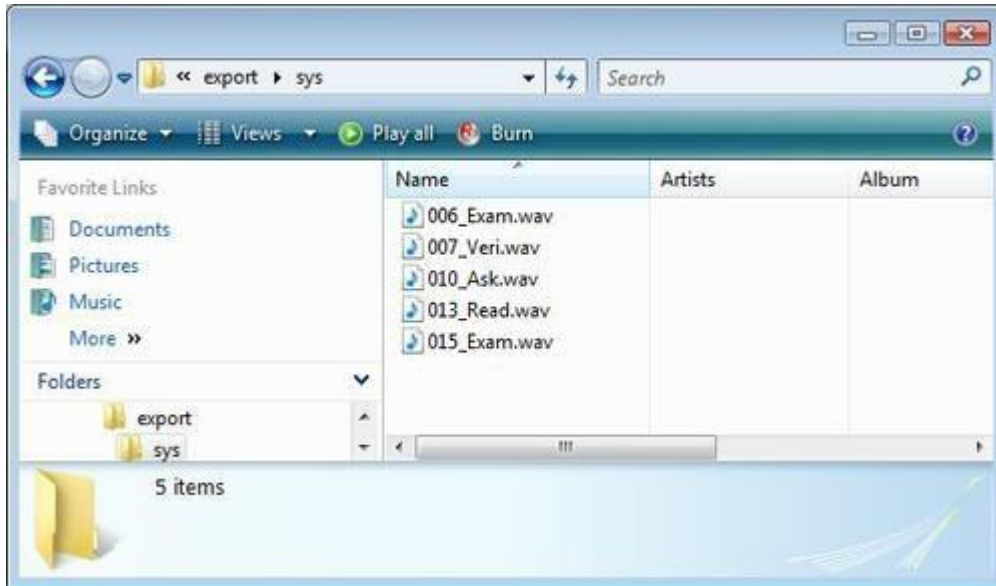 « export ▸ sys
Search
Organize Views Play all Burn
Favorite Links
Documents
Pictures
Music
More »
Folders
export
sys
Name Artists Album
006_Exam.wav
007_Veri.wav
010_Ask.wav
013_Read.wav
015_Exam.wav
5 items